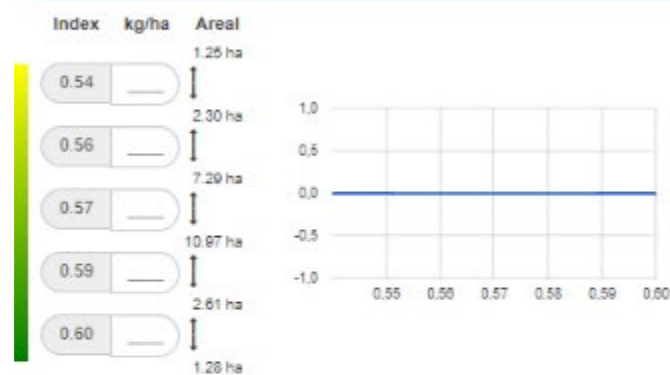 Index kg/ha Areal
1.25 ha
0.54
2.30 ha
0.56
7.29 ha
0.57
10.97 ha
0.59
2.61 ha
0.60
1.28 ha
1,0
0,5
0,0
-0,5
-1,0
0.55 0.56 0.57 0.58 0.59 0.60